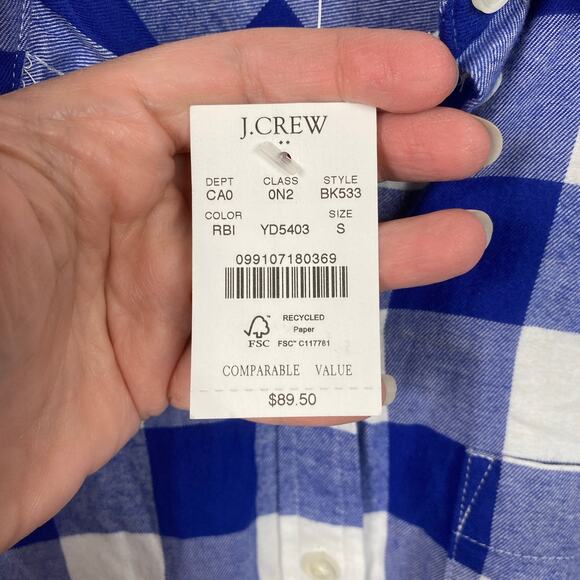 J.CREW
DEPT CLASS STYLE
CA0 0N2 BK533
COLOR SIZE
RBI YD5403 S
099107180369
RECYCLED
Paper
FSC FSC™ C117781
COMPARABLE VALUE
$89.50